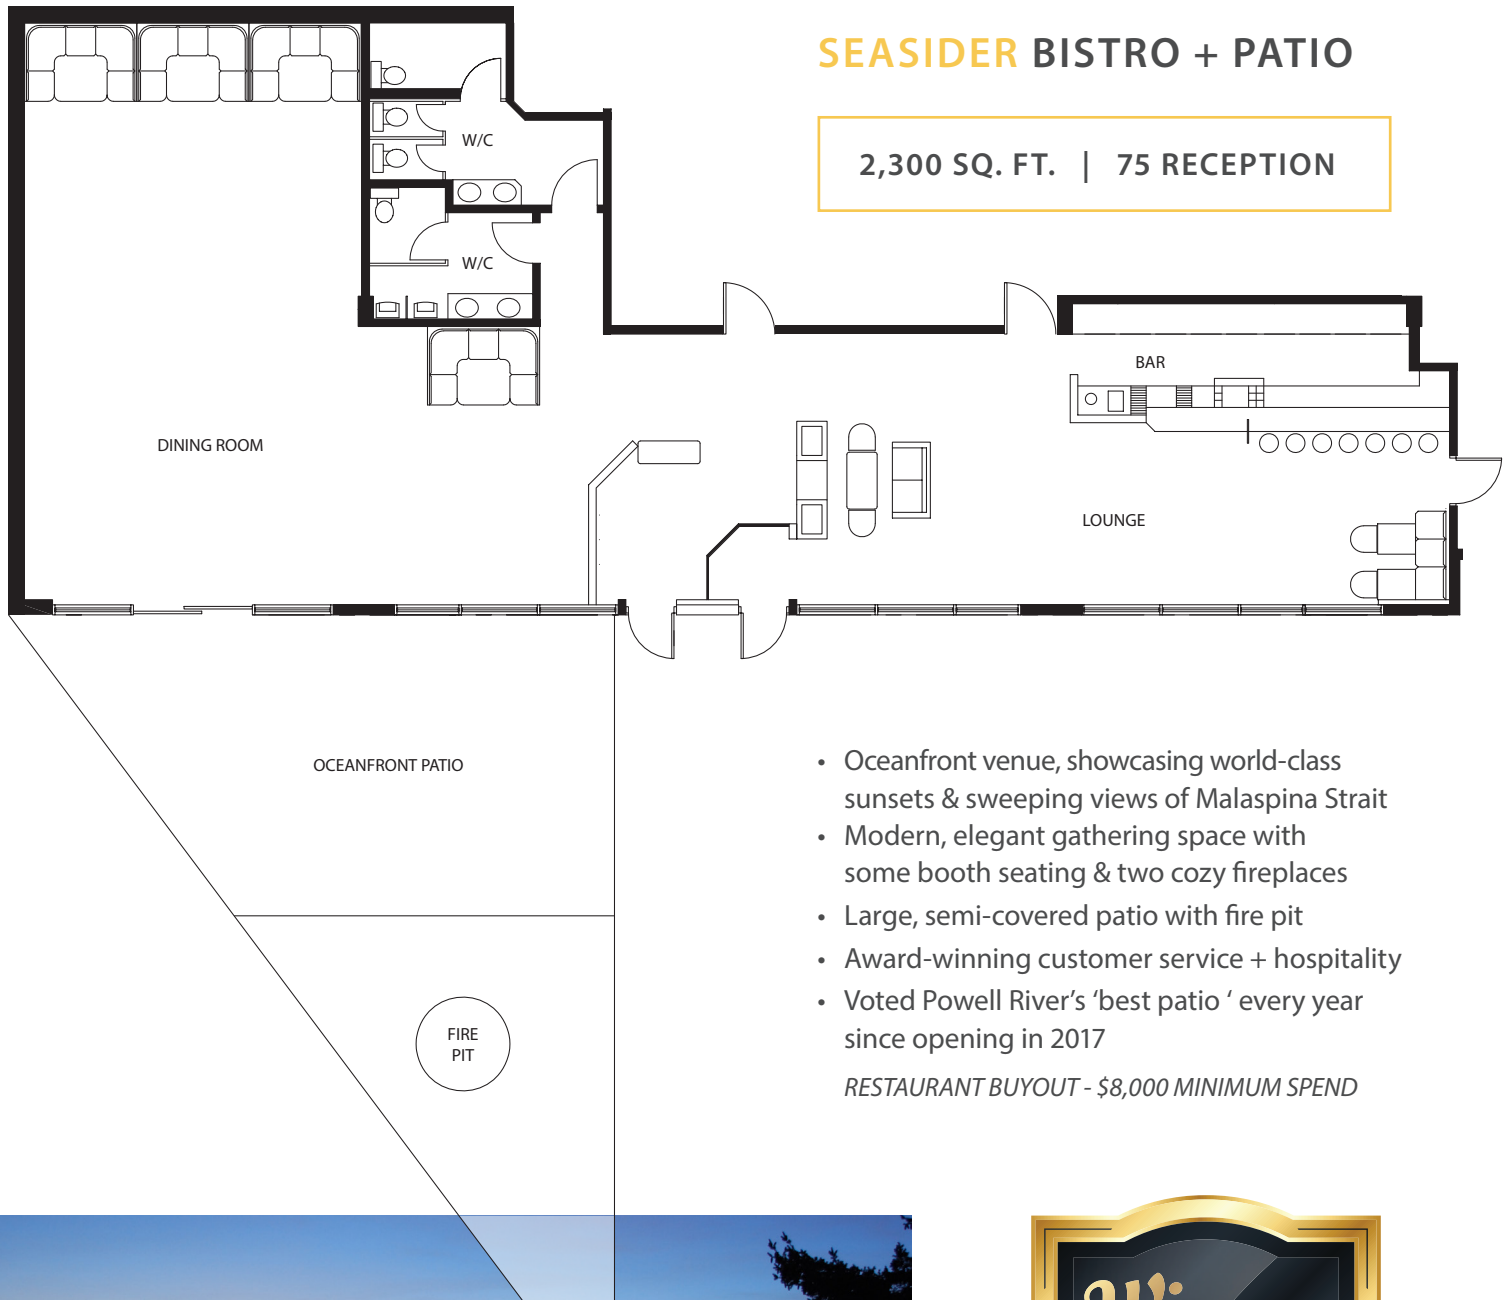 SEASIDER BISTRO + PATIO
2,300 SQ. FT. | 75 RECEPTION
W/C
W/C
BAR
DINING ROOM
LOUNGE
OCEANFRONT PATIO
FIRE
PIT
• Oceanfront venue, showcasing world-class
sunsets & sweeping views of Malaspina Strait
• Modern, elegant gathering space with
some booth seating & two cozy fireplaces
• Large, semi-covered patio with fire pit
• Award-winning customer service + hospitality
• Voted Powell River's ‘best patio ‘ every year
since opening in 2017
RESTAURANT BUYOUT - $8,000 MINIMUM SPEND